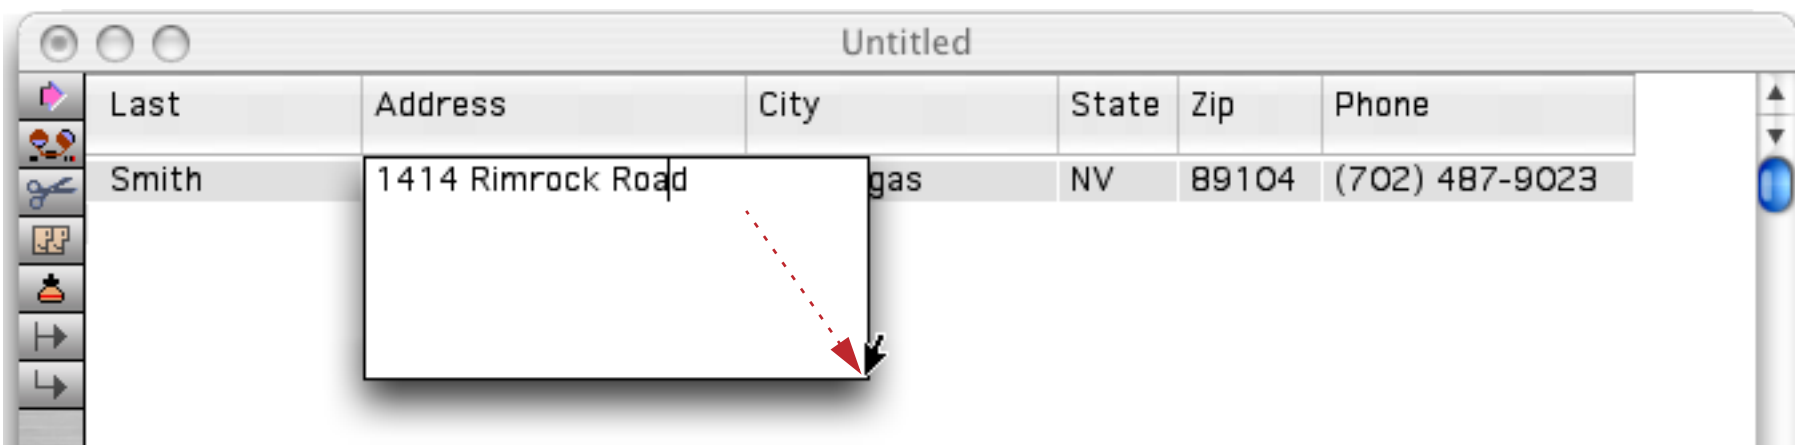 Untitled
Last Address City State Zip Phone
Smith 1414 Rimrock Road gas NV 89104 (702) 487-9023